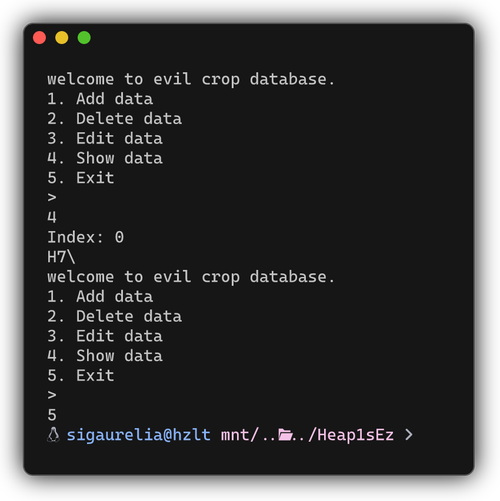 welcome to evil crop database.
1. Add data
2. Delete data
3. Edit data
4. Show data
5. Exit
>
4
Index: 0
H7\
welcome to evil crop database.
1. Add data
2. Delete data
3. Edit data
4. Show data
5. Exit
>
5
sigaurelia@hzlt mnt/../../Heap1sEz >